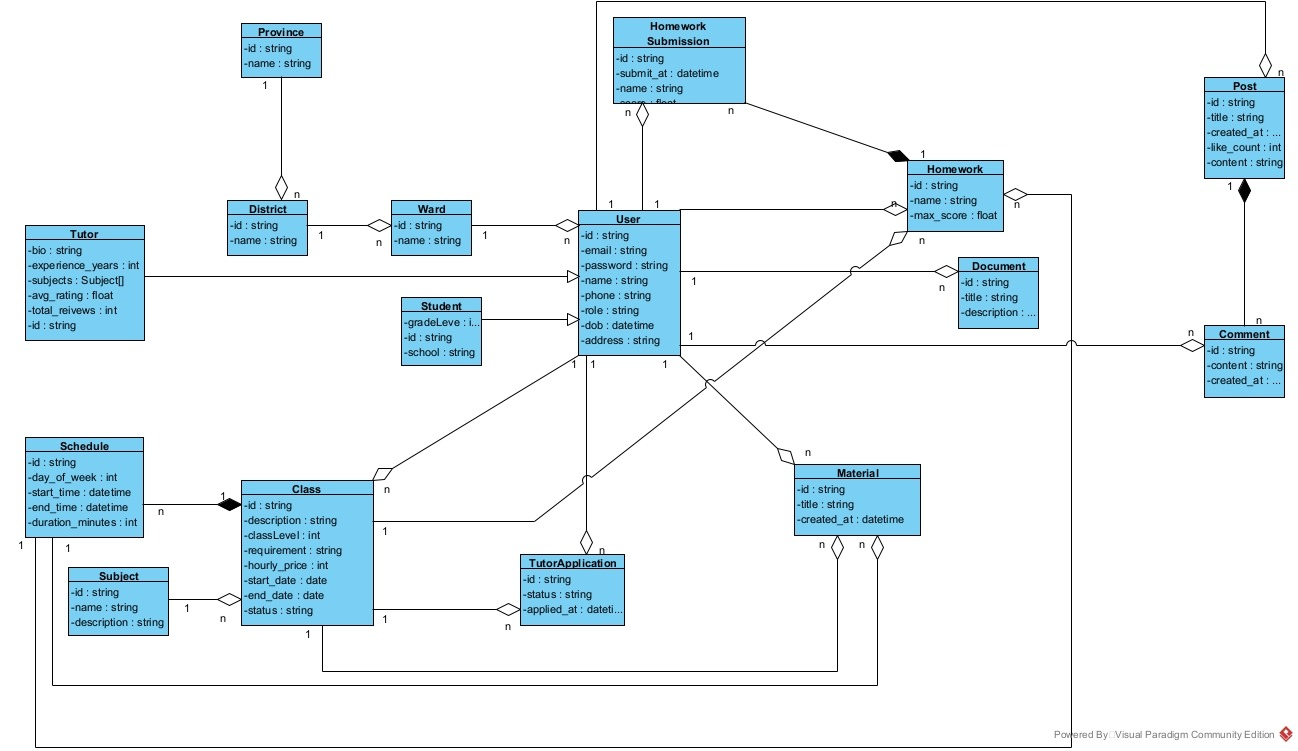 Province
-id : string
-name : string
1
n
Homework
Submission
-id : string
-submit_at : datetime
-name : string
-score : float
n
n
1
n
Post
-id : string
-title : string
-created_at : ...
-like_count : int
-content : string
1
n
Homework
-id : string
-name : string
-max_score : float
n
n
n
District
-id : string
-name : string
1
n
Ward
-id : string
-name : string
1
n
1
1
User
-id : string
-email : string
-password : string
-name : string
-phone : string
-role : string
-dob : datetime
-address : string
1
1
1
1
1
Tutor
-bio : string
-experience_years : int
-subjects : Subject[]
-avg_rating : float
-total_reivews : int
-id : string
Student
-gradeLeve : i...
-id : string
-school : string
n
Document
-id : string
-title : string
-description : ...
n
Comment
-id : string
-content : string
-created_at : ...
Schedule
-id : string
-day_of_week : int
-start_time : datetime
-end_time : datetime
-duration_minutes : int
1
1
n
1
n
Class
-id : string
-description : string
-classLevel : int
-requirement : string
-hourly_price : int
-start_date : date
-end_date : date
-status : string
1
1
1
n
Material
-id : string
-title : string
-created_at : datetime
n
n
Subject
-id : string
-name : string
-description : string
1
n
n
TutorApplication
-id : string
-status : string
-applied_at : dateti...
n
Powered By Visual Paradigm Community Edition